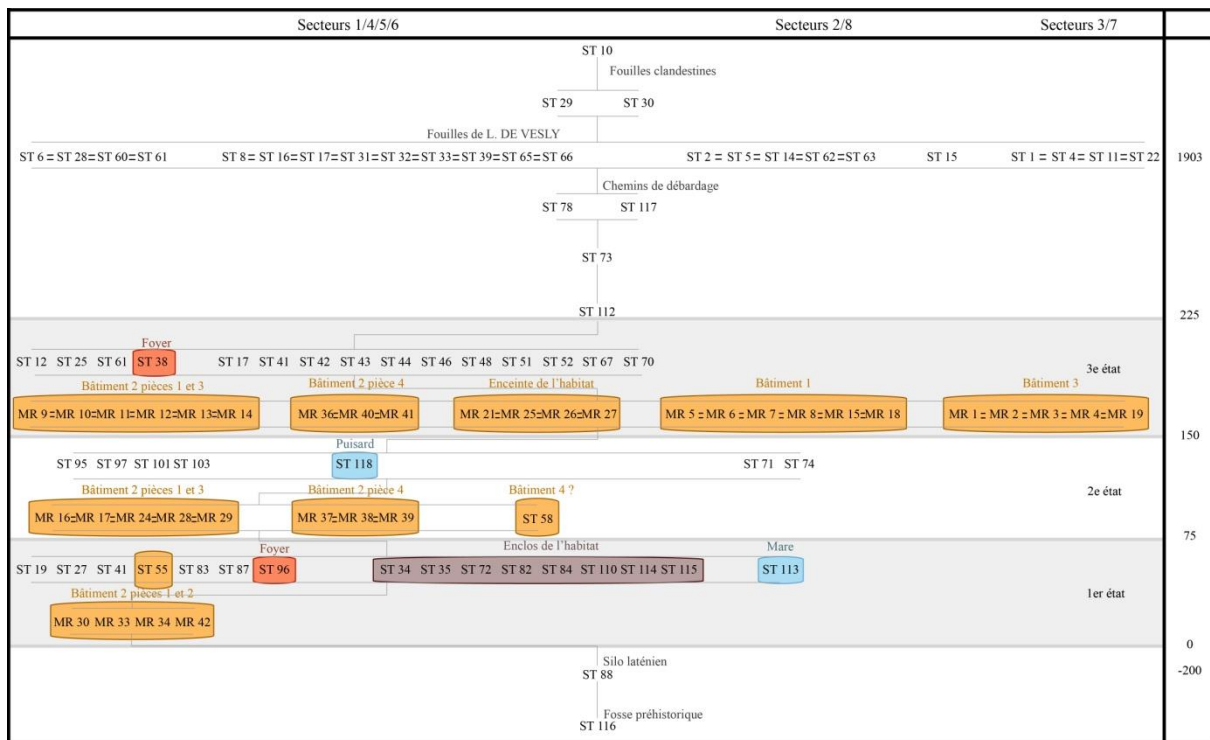 Secteurs 1/4/5/6 Secteurs 2/8 Secteurs 3/7
ST 10
Fouilles clandestines
ST 29 ST 30
Fouilles de L. DE VESLY
ST 6 = ST 28=ST 60=ST 61 ST 8 = ST 16=ST 17=ST 31=ST 32=ST 33=ST 39=ST 65=ST 66 ST 2 = ST 5=ST 14=ST 62=ST 63 ST 15 ST 1 = ST 4=ST 11=ST 22 1903
Chemins de débardage
ST 78 ST 117
ST 73
ST 112
225
Foyer
ST 12 ST 25 ST 61 ST 38 ST 17 ST 41 ST 42 ST 43 ST 44 ST 46 ST 48 ST 51 ST 52 ST 67 ST 70
3e état
Bâtiment 2 pièces 1 et 3 Bâtiment 2 pièce 4 Enceinte de l'habitat Bâtiment 1 Bâtiment 3
MR 9 =MR 10=MR 11=MR 12=MR 13=MR 14 MR 36=MR 40=MR 41 MR 21=MR 25=MR 26=MR 27 MR 5 = MR 6 = MR 7 = MR 8 = MR 15=MR 18 MR 1 = MR 2 = MR 3 = MR 4 = MR 19
150
Puisard
ST 95 ST 97 ST 101 ST 103 ST 118 ST 71 ST 74
Bâtiment 2 pièces 1 et 3 Bâtiment 2 pièce 4 Bâtiment 4 ? 2e état
MR 16=MR 17=MR 24=MR 28=MR 29 MR 37=MR 38=MR 39 ST 58
75
Foyer Enclos de l'habitat Mare
ST 19 ST 27 ST 41 ST 55 ST 83 ST 87 ST 96 ST 34 ST 35 ST 72 ST 82 ST 84 ST 110 ST 114 ST 115 ST 113
Bâtiment 2 pièces 1 et 2 1er état
MR 30 MR 33 MR 34 MR 42
0
Silo laténien
ST 88 -200
Fosse préhistorique
ST 116